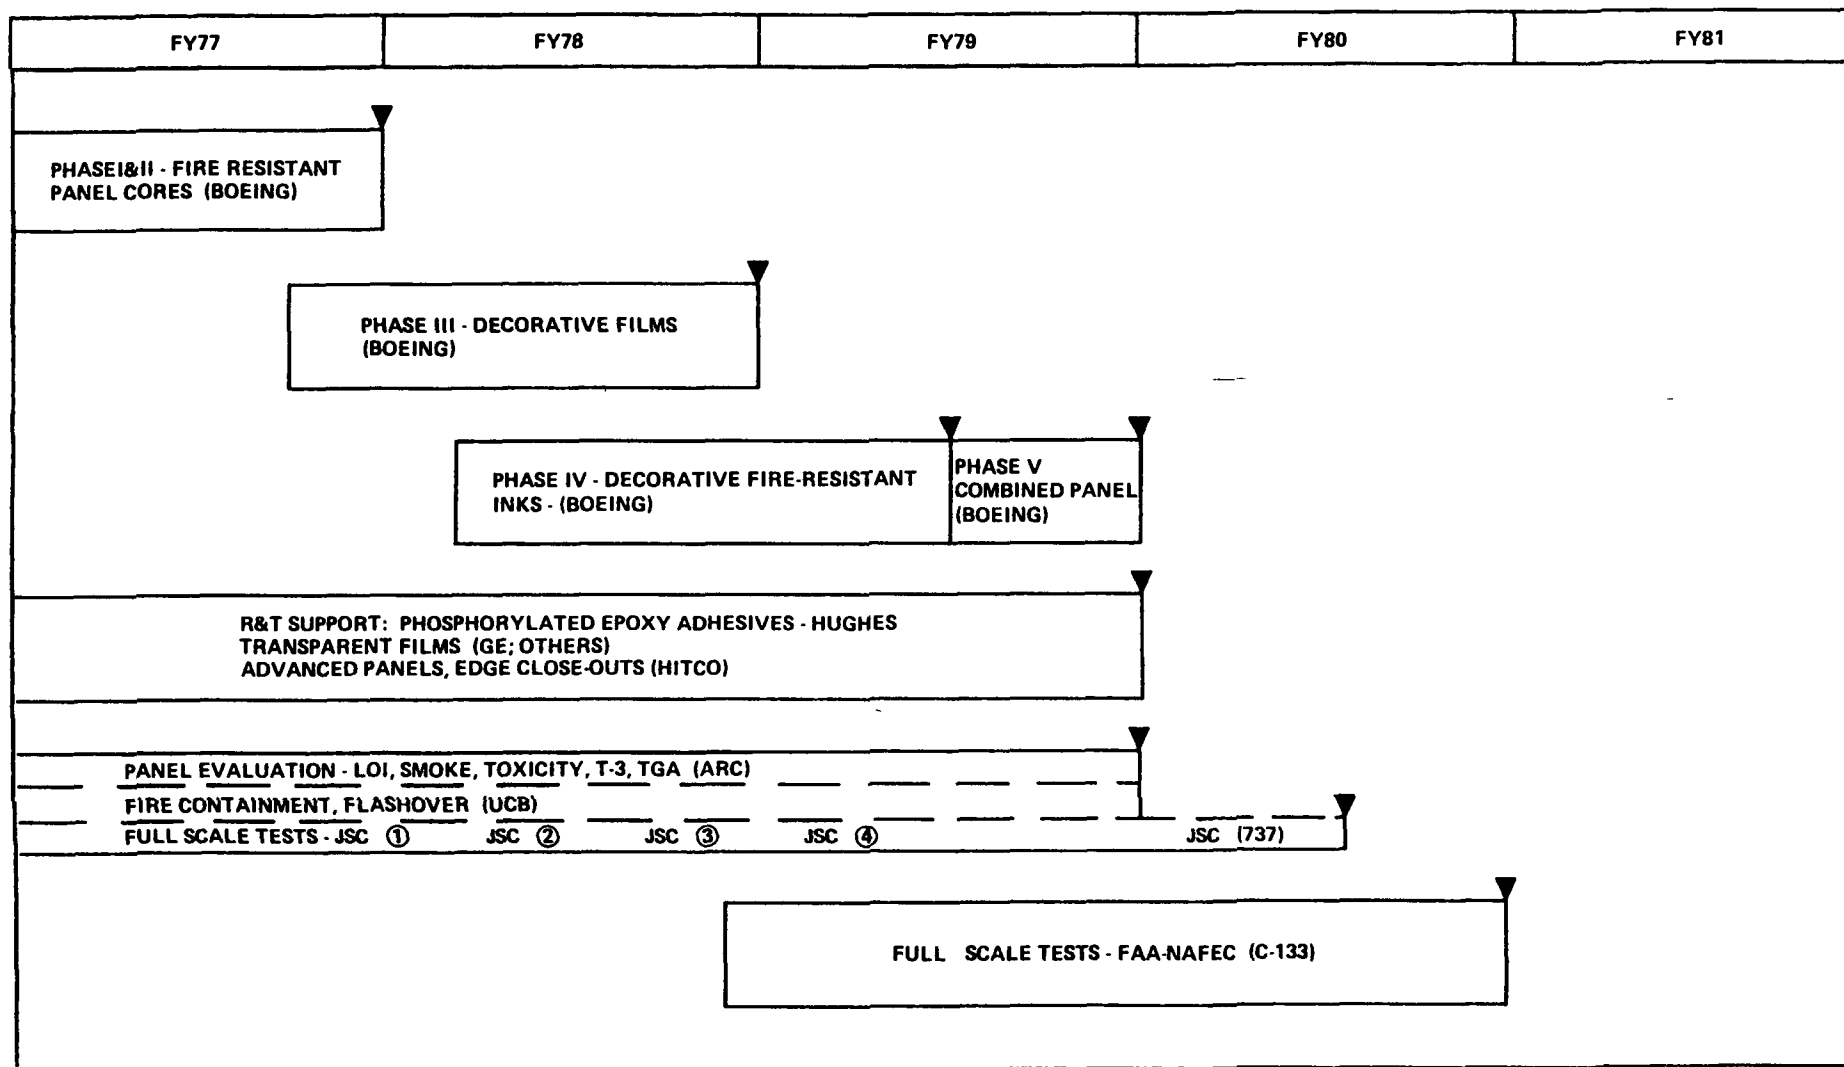 FY77
FY78
FY79
FY80
FY81
PHASE I&II - FIRE RESISTANT
PANEL CORES (BOEING)
PHASE III - DECORATIVE FILMS
(BOEING)
PHASE IV - DECORATIVE FIRE-RESISTANT
INKS - (BOEING)
PHASE V
COMBINED PANEL
(BOEING)
R&T SUPPORT: PHOSPHORYLATED EPOXY ADHESIVES - HUGHES
TRANSPARENT FILMS (GE; OTHERS)
ADVANCED PANELS, EDGE CLOSE-OUTS (HITCO)
PANEL EVALUATION - LOI, SMOKE, TOXICITY, T-3, TGA (ARC)
FIRE CONTAINMENT, FLASHOVER (UCB)
FULL SCALE TESTS - JSC ① JSC ② JSC ③ JSC ④ JSC (737)
FULL SCALE TESTS - FAA-NAFEC (C-133)